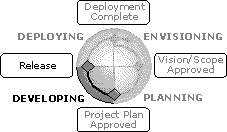 Deployment
Complete
DEPLOYING
ENVISIONING
Release
Vision/Scope
Approved
DEVELOPING
PLANNING
Project Plan
Approved